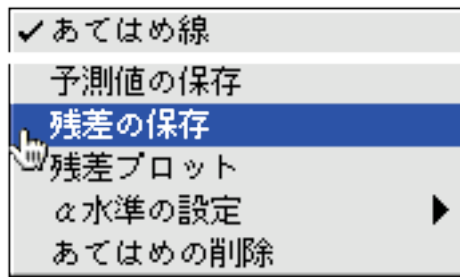 あてはめ線
予測値の保存
残差の保存
残差プロット
α水準の設定
あてはめの削除